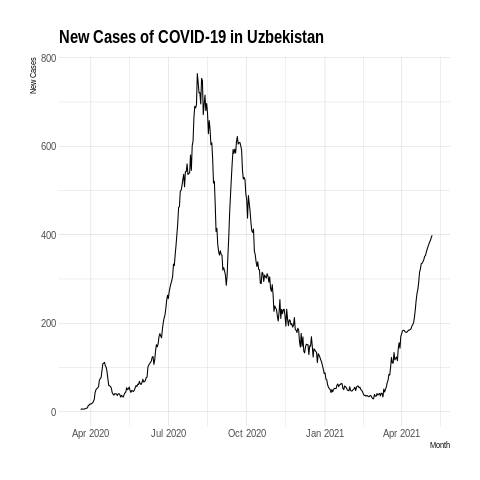 New Cases of COVID-19 in Uzbekistan
New Cases
800
600
400
200
0
Apr 2020 Jul 2020 Oct 2020 Jan 2021 Apr 2021
Month